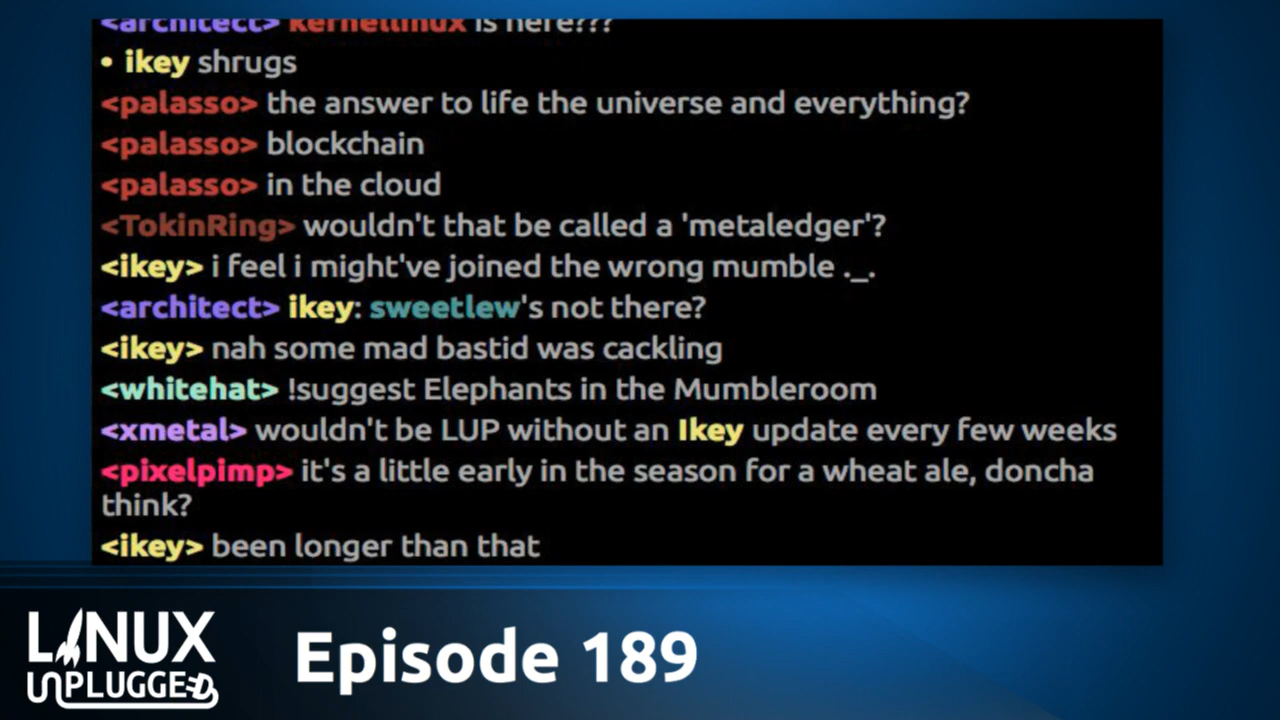 <architect> kernellinux is here???
• ikey shrugs
<palasso> the answer to life the universe and everything?
<palasso> blockchain
<palasso> in the cloud
<TokinRing> wouldn't that be called a 'metaledger'?
<ikey> i feel i might've joined the wrong mumble ._.
<architect> ikey: sweetlew's not there?
<ikey> nah some mad bastid was cackling
<whitehat> !suggest Elephants in the Mumbleroom
<xmetal> wouldn't be LUP without an Ikey update every few weeks
<pixelpimp> it's a little early in the season for a wheat ale, doncha
think?
<ikey> been longer than that
LINUX
UNPLUGGED
Episode 189